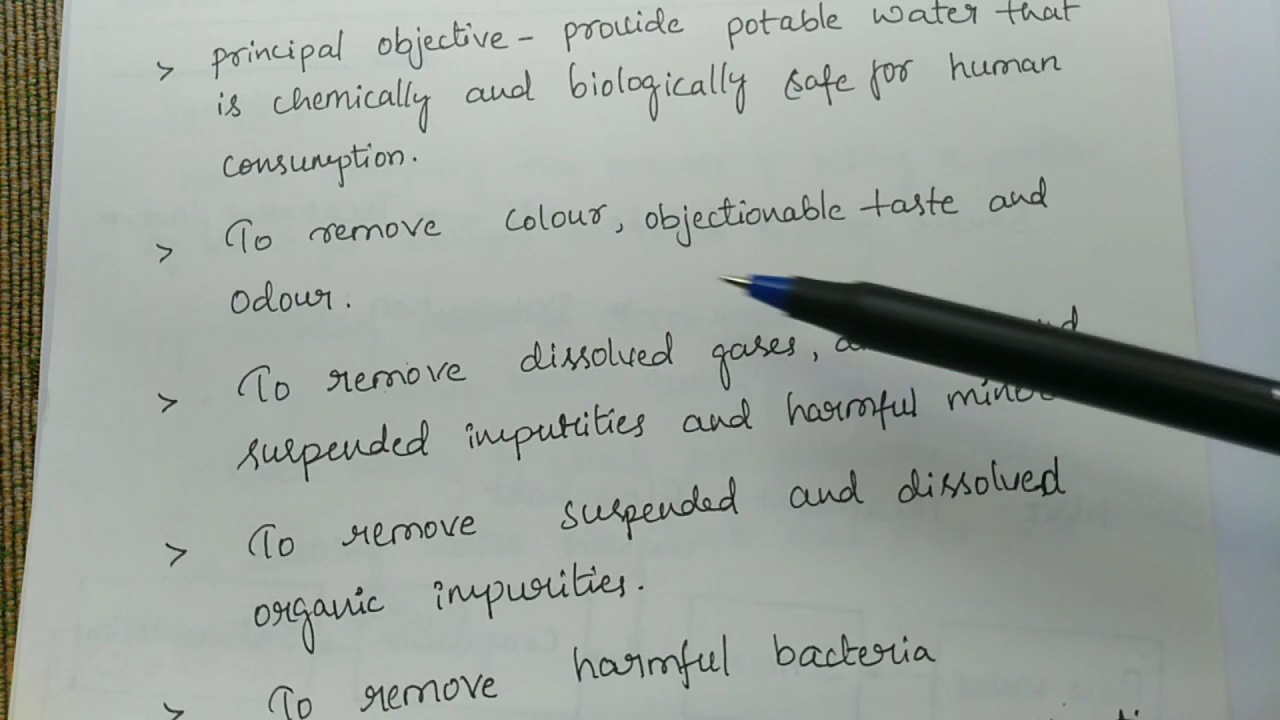 > principal objective - provide potable water that
is chemically and biologically safe for human
consumption.
> To remove colour, objectionable taste and
odour.
> To remove dissolved gases,
suspended impurities and harmful
> To remove suspended and dissolved
organic impurities.
> To remove harmful bacteria